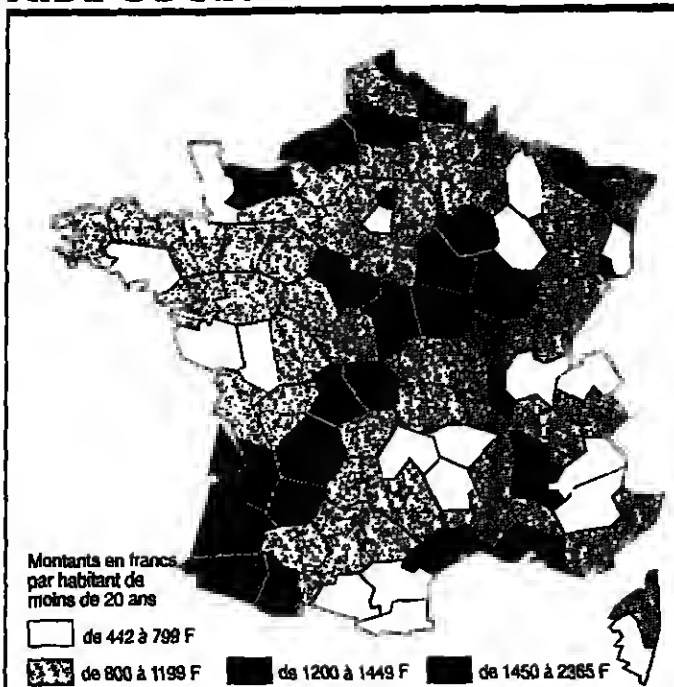 Montants en francs
par habitant de
moins de 20 ans
de 442 à 799 F
de 800 à 1199 F de 1200 à 1449 F de 1450 à 2365 F